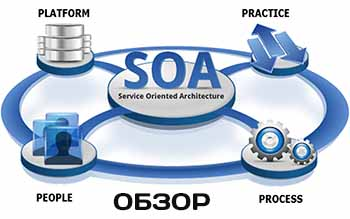 PLATFORM
PRACTICE
SOA
Service Oriented Architecture
PEOPLE
ОБЗОР
PROCESS